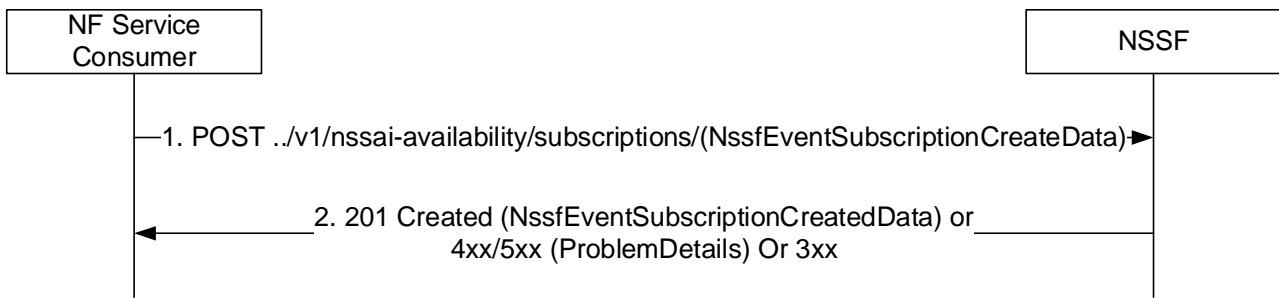 NF Service
Consumer
NSSF
1. POST ../v1/nssai-availability/subscriptions/(NssfEventSubscriptionCreateData)
2. 201 Created (NssfEventSubscriptionCreatedData) or
4xx/5xx (ProblemDetails) Or 3xx